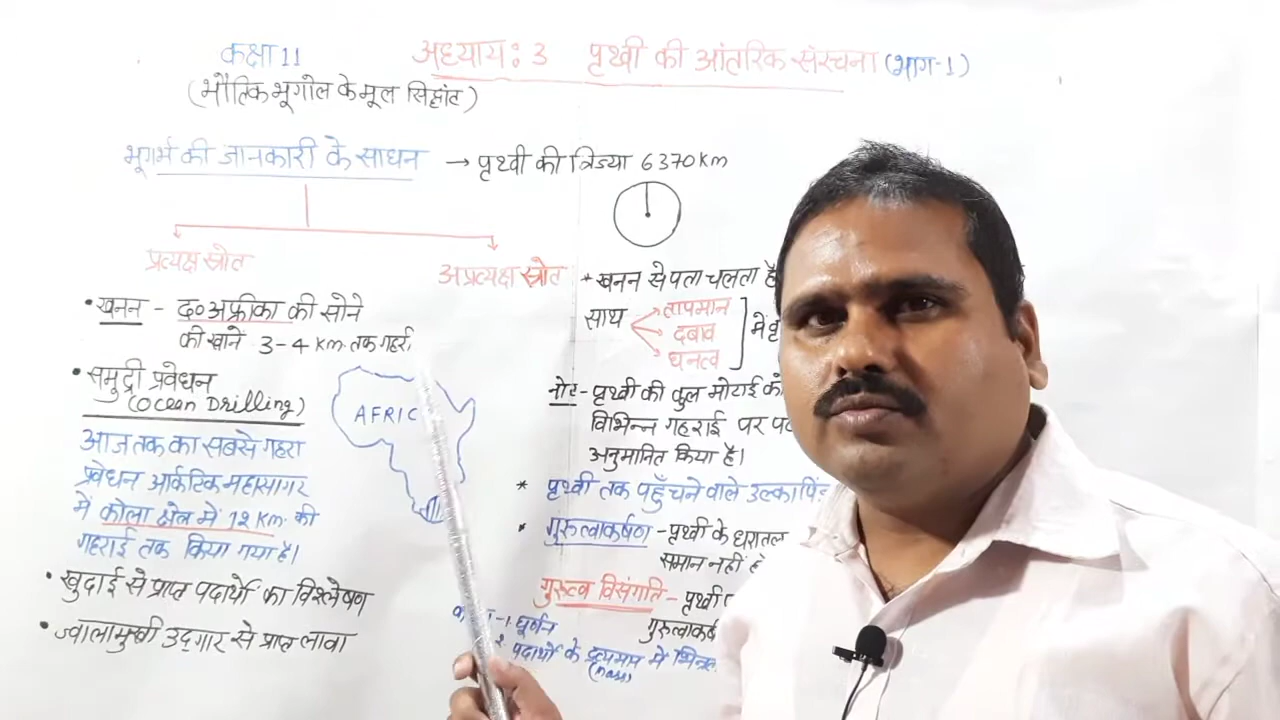 कक्षा 11
अध्याय: 3 पृथ्वी की आंतरिक संरचना (भाग-1)
(भौतिक भूगोल के मूल सिद्धांत)
भूगर्भ की जानकारी के साधन → पृथ्वी की त्रिज्या 6370 km
प्रत्यक्ष स्रोत
• खनन - द० अफ्रीका की सोने
की खानें 3-4 km. तक गहरी
• समुद्री प्रवेधन
(Ocean Drilling)
आज तक का सबसे गहरा
प्रवेधन आर्कटिक महासागर
में कोला क्षेत्र में 12 Km. की
गहराई तक किया गया है।
• खुदाई से प्राप्त पदार्थों का विश्लेषण
• ज्वालामुखी उद्गार से प्राप्त लावा
AFRIC
अप्रत्यक्ष स्रोत
* खनन से पता चलता है
साथ
तापमान
दबाव
घनत्व
में
नोट - पृथ्वी की कुल मोटाई को
विभिन्न गहराई पर
अनुमानित किया है।
* पृथ्वी तक पहुँचने वाले उल्कापिंड
* गुरुत्वाकर्षण - पृथ्वी के धरातल
समान नहीं है
गुरुत्व विसंगति - पृथ्वी
1. घूर्णन
2. पदार्थों के द्रव्यमान में भिन्नता
(mass)